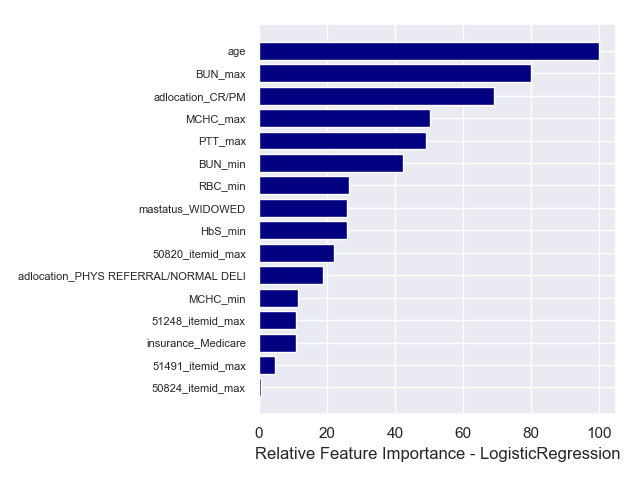 age
BUN_max
adlocation_CR/PM
MCHC_max
PTT_max
BUN_min
RBC_min
mastatus_WIDOWED
HbS_min
50820_itemid_max
adlocation_PHYS REFERRAL/NORMAL DELI
MCHC_min
51248_itemid_max
insurance_Medicare
51491_itemid_max
50824_itemid_max
0 20 40 60 80 100
Relative Feature Importance - LogisticRegression